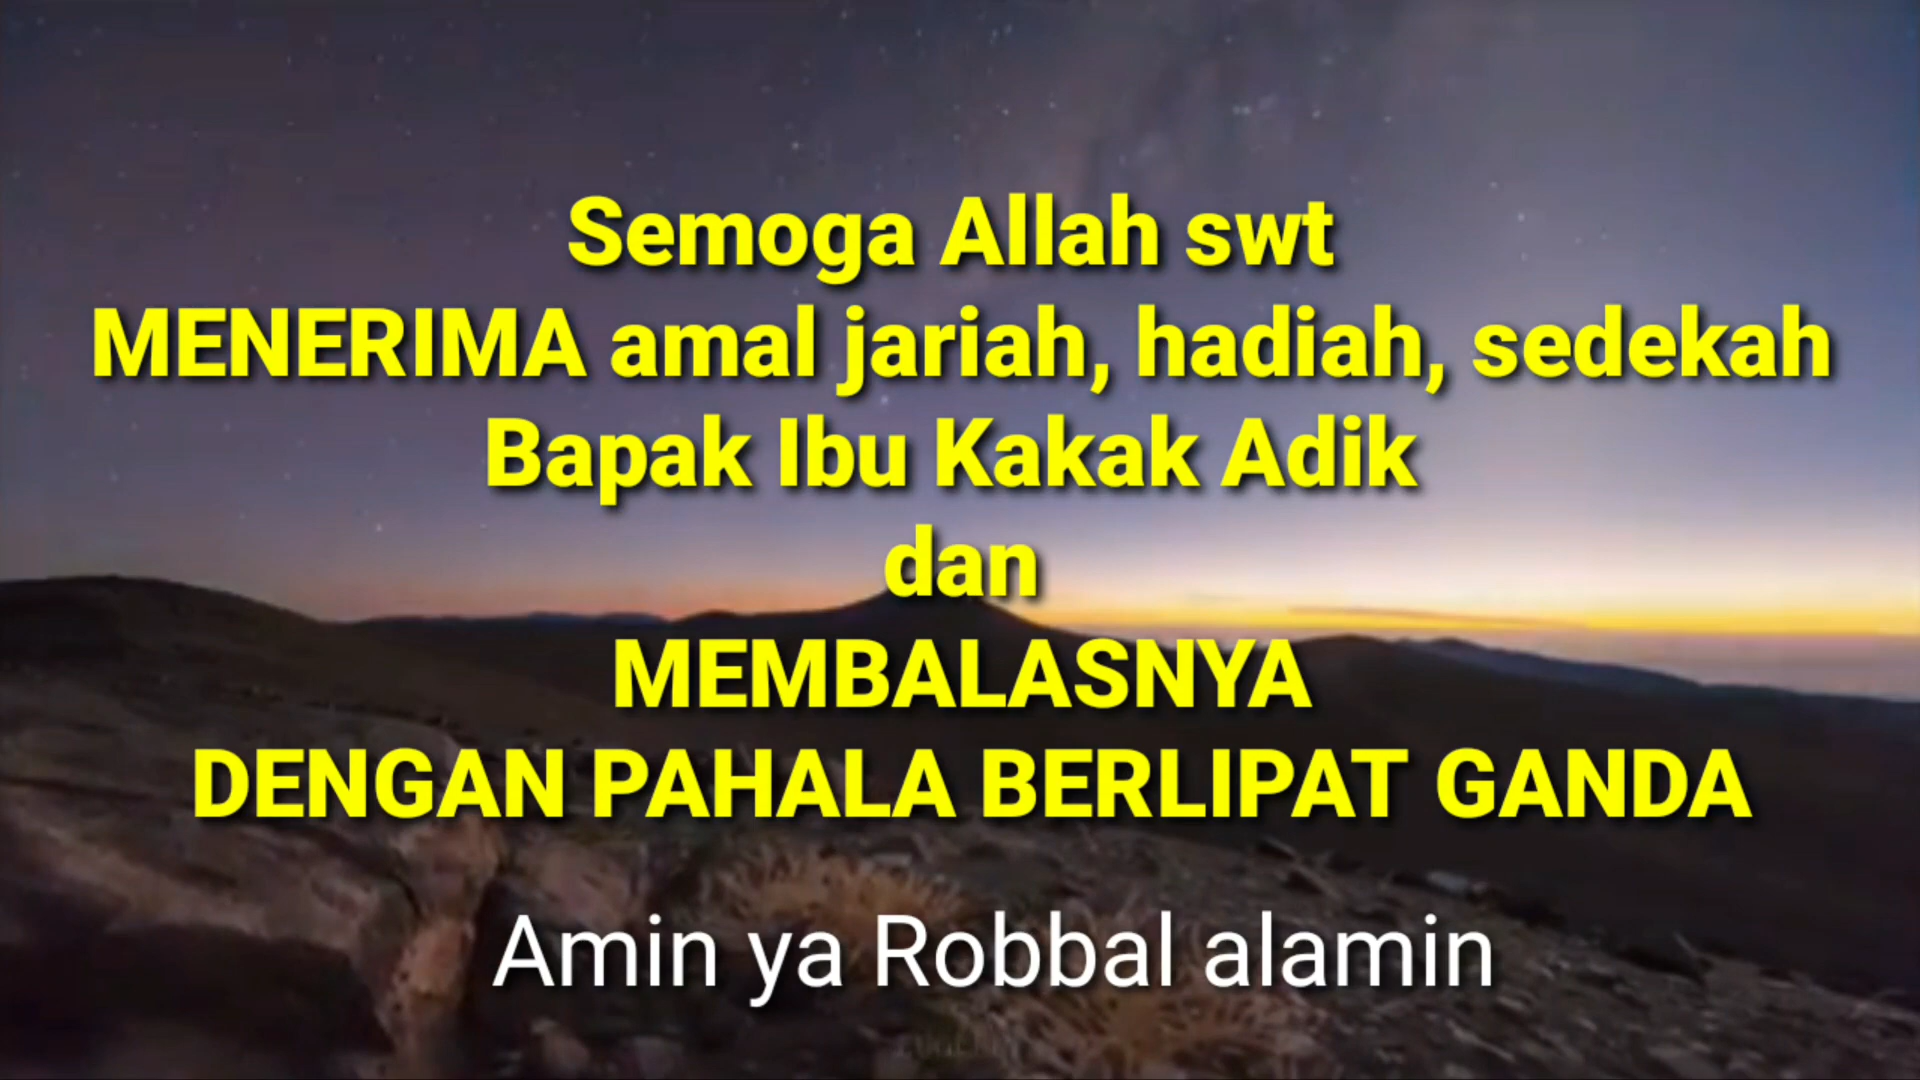 Semoga Allah swt
MENERIMA amal jariah, hadiah, sedekah
Bapak Ibu Kakak Adik
dan
MEMBALASNYA
DENGAN PAHALA BERLIPAT GANDA
Amin ya Robbal alamin